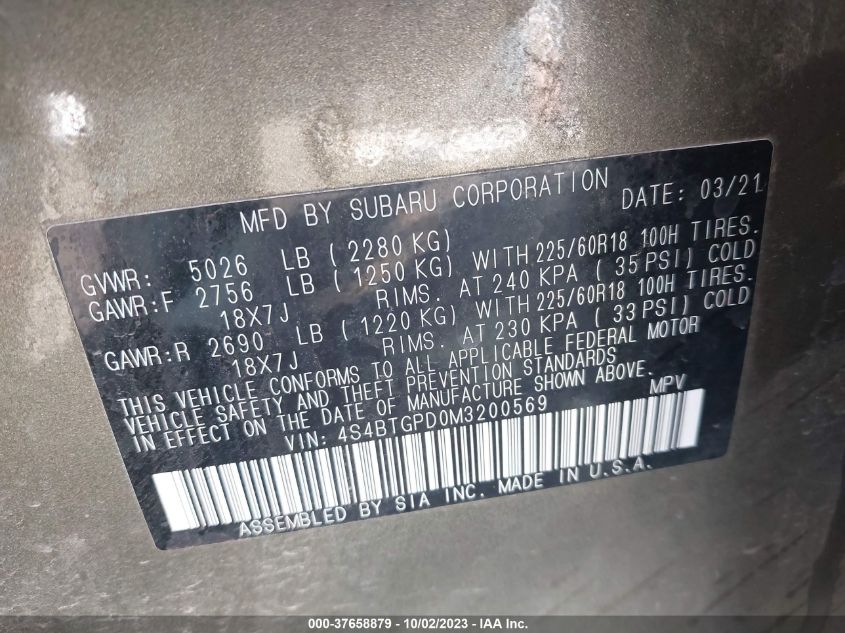 MFD BY SUBARU CORPORATION DATE: 03/21
GVWR: 5026 LB ( 2280 KG)
GAWR:F 2756 LB ( 1250 KG) WITH 225/60R18 100H TIRES.
18X7J RIMS. AT 240 KPA ( 35 PSI) COLD
GAWR:R 2690 LB ( 1220 KG) WITH 225/60R18 100H TIRES.
18X7J RIMS. AT 230 KPA ( 33 PSI) COLD
THIS VEHICLE CONFORMS TO ALL APPLICABLE FEDERAL MOTOR
VEHICLE SAFETY AND THEFT PREVENTION STANDARDS
IN EFFECT ON THE DATE OF MANUFACTURE SHOWN ABOVE.
VIN: 4S4BTGPD0M3200569 MPV
ASSEMBLED BY SIA INC. MADE IN U.S.A.
000-37658879 - 10/02/2023 - IAA Inc.